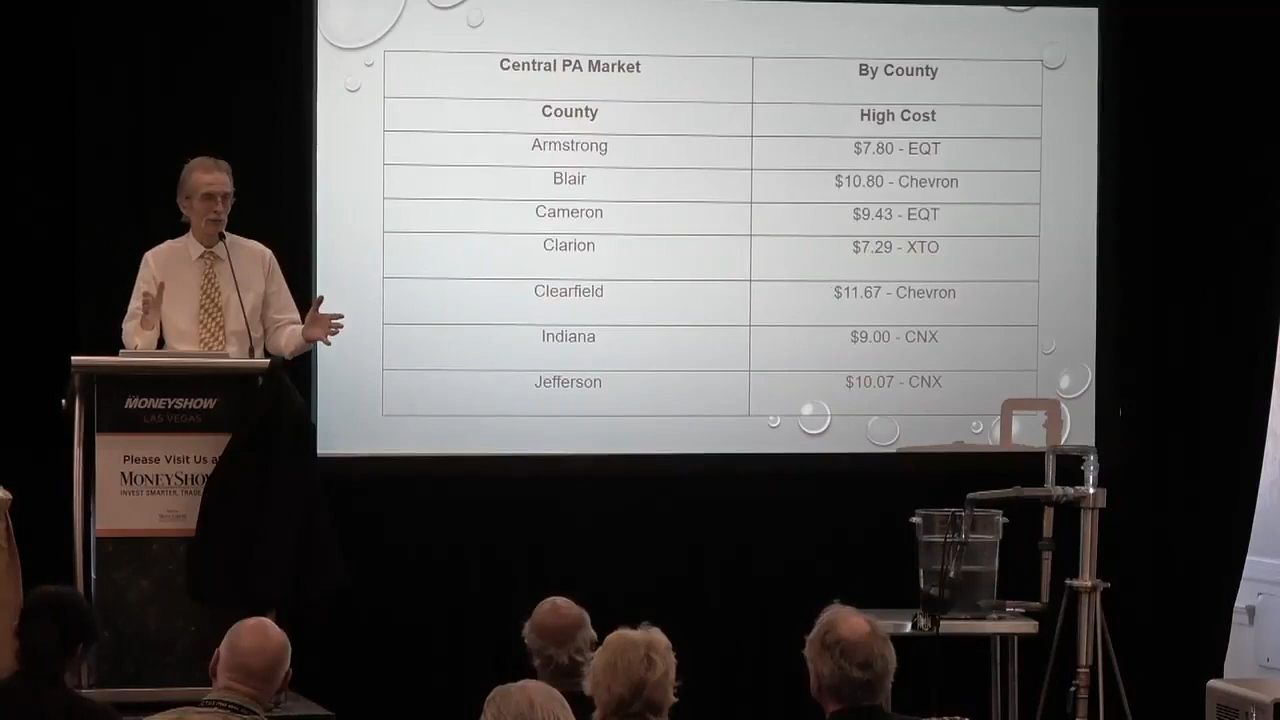 Central PA Market By County
County High Cost
Armstrong $7.80 - EQT
Blair $10.80 - Chevron
Cameron $9.43 - EQT
Clarion $7.29 - XTO
Clearfield $11.67 - Chevron
Indiana $9.00 - CNX
Jefferson $10.07 - CNX
MONEYSHOW
LAS VEGAS
Please Visit Us
MONEYSHO
INVEST SMARTER, TRADE